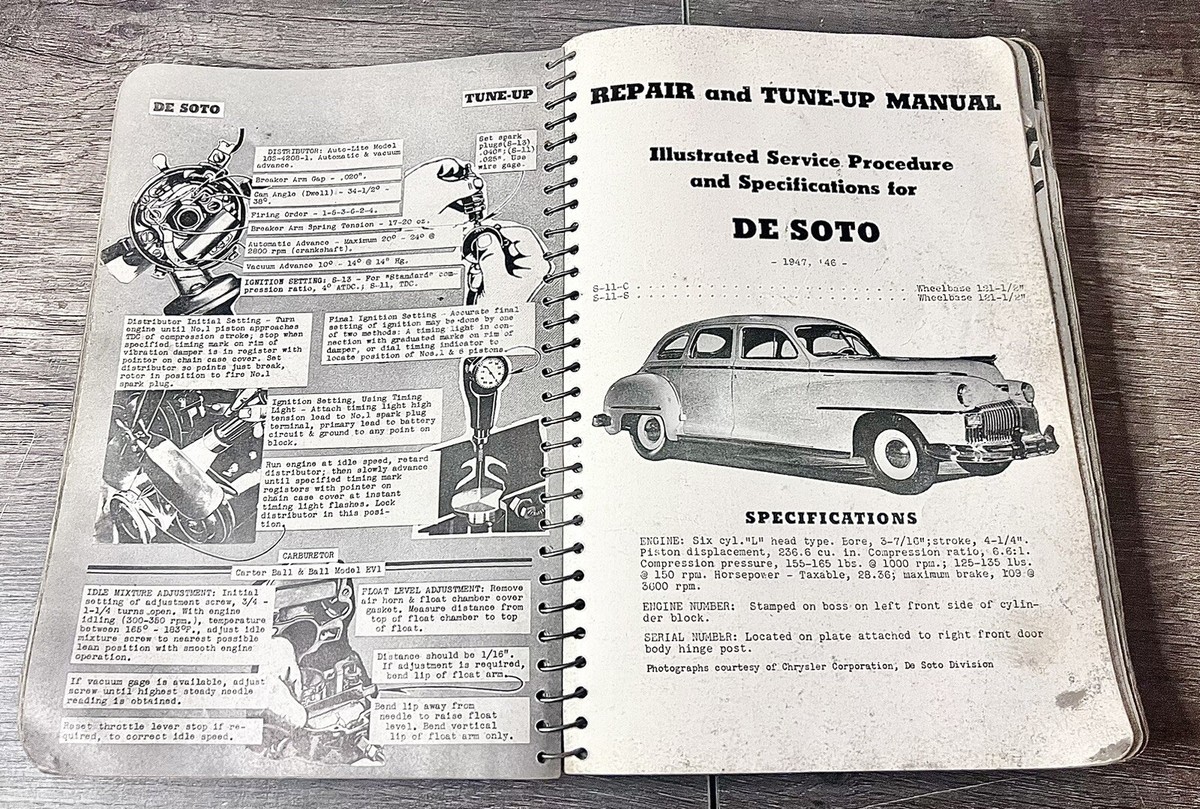 DE SOTO
TUNE-UP
DISTRIBUTOR: Auto-Lite Model
IGS-4208-1. Automatic & vacuum
advance.
Breaker Arm Gap - .020".
Cam Angle (Dwell) - 34-1/2° -
38°.
Firing Order - 1-5-3-6-2-4.
Breaker Arm Spring Tension - 17-20 oz.
Automatic Advance - Maximum 20° - 24° @
2800 rpm (crankshaft).
Vacuum Advance 10° - 14° @ 14" Hg.
IGNITION SETTING: S-13 - For "Standard" com-
pression ratio, 4° ATDC.; S-11, TDC.
Set spark
plugs(S-13)
.040";(S-11)
.025". Use
wire gage.
Distributor Initial Setting - Turn
engine until No.1 piston approaches
TDC of compression stroke; stop when
specified timing mark on rim of
vibration damper is in register with
pointer on chain case cover. Set
distributor so points just break,
rotor in position to fire No.1
spark plug.
Final Ignition Setting - Accurate final
setting of ignition may be done by one
of two methods: A timing light in con-
nection with graduated marks on rim of
damper, or dial timing indicator to
locate position of Nos.1 & 6 pistons.
Ignition Setting, Using Timing
Light - Attach timing light high
tension lead to No.1 spark plug
terminal, primary lead to battery
circuit & ground to any point on
block.
Run engine at idle speed, retard
distributor; then slowly advance
until specified timing mark
registers with pointer on
chain case cover at instant
timing light flashes. Lock
distributor in this posi-
tion.
CARBURETOR
Carter Ball & Ball Model EV1
IDLE MIXTURE ADJUSTMENT: Initial
setting of adjustment screw, 3/4 -
1-1/4 turns open. With engine
idling (300-350 rpm.), temperature
between 165° - 183°F., adjust idle
mixture screw to nearest possible
lean position with smooth engine
operation.
If vacuum gage is available, adjust
screw until highest steady needle
reading is obtained.
Reset throttle lever stop if re-
quired, to correct idle speed.
FLOAT LEVEL ADJUSTMENT: Remove
air horn & float chamber cover
gasket. Measure distance from
top of float chamber to top
of float.
Distance should be 1/16".
If adjustment is required,
bend lip of float arm.
Bend lip away from
needle to raise float
level. Bend vertical
lip of float arm only.
REPAIR and TUNE-UP MANUAL
Illustrated Service Procedure
and Specifications for
DE SOTO
- 1947, '46 -
S-11-C . . . . . . . . . . . . . . . . . . . . . . . . . . . . Wheelbase 121-1/2"
S-11-S . . . . . . . . . . . . . . . . . . . . . . . . . . . . Wheelbase 121-1/2"
SPECIFICATIONS
ENGINE: Six cyl."L" head type. Bore, 3-7/16"; stroke, 4-1/4".
Piston displacement, 236.6 cu. in. Compression ratio, 6.6:1.
Compression pressure, 155-165 lbs. @ 1000 rpm.; 125-135 lbs.
@ 150 rpm. Horsepower - Taxable, 28.36; maximum brake, 109 @
3600 rpm.
ENGINE NUMBER: Stamped on boss on left front side of cylin-
der block.
SERIAL NUMBER: Located on plate attached to right front door
body hinge post.
Photographs courtesy of Chrysler Corporation, De Soto Division